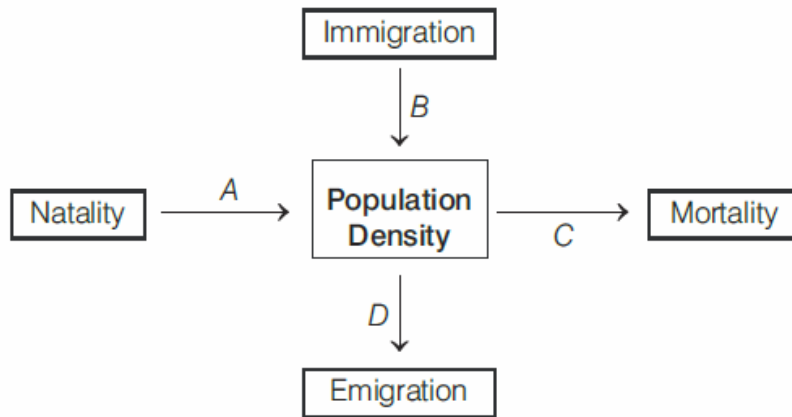 Immigration
B
Natality
A
Population
Density
C
Mortality
D
Emigration